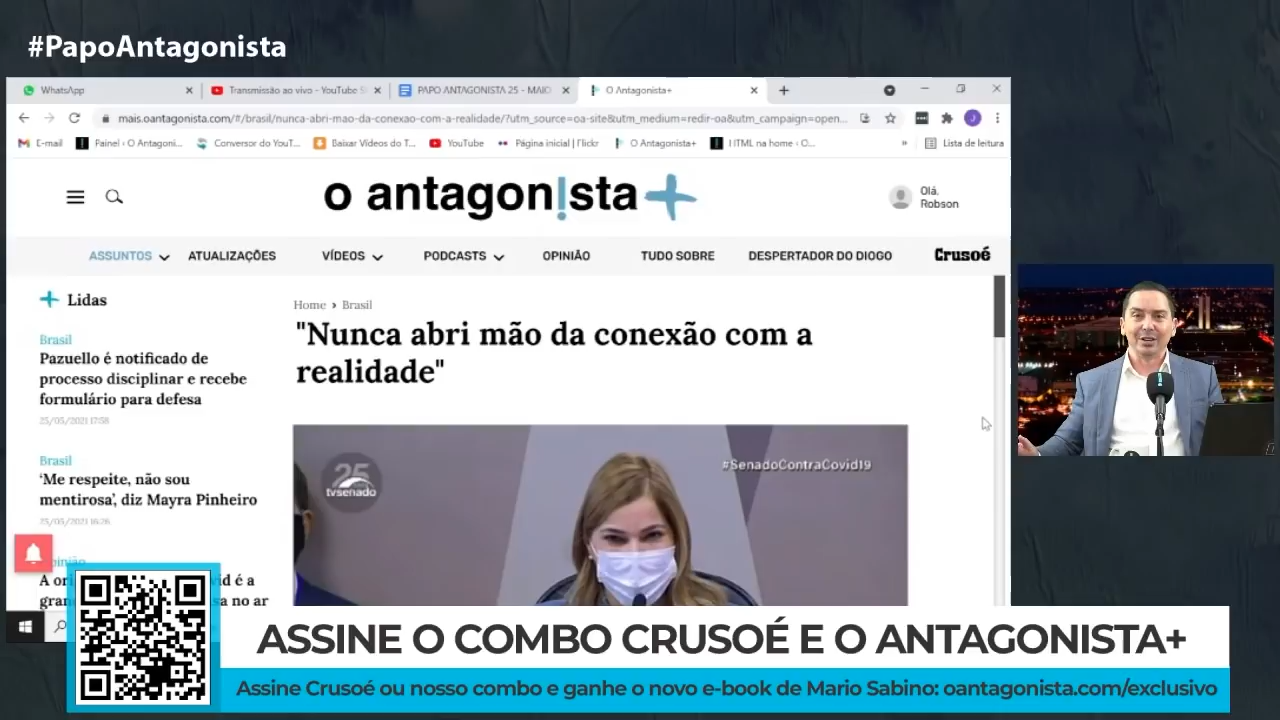 #PapoAntagonista
WhatsApp
Transmissão ao vivo - YouTube S
PAPO ANTAGONISTA 25 - MAIO
O Antagonista+
mais.oantagonista.com/#/brasil/nunca-abri-mao-da-conexao-com-a-realidade/?utm_source=oa-site&utm_medium=redir-oa&utm_campaign=open...
E-mail
Painel ‹ O Antagoni...
Conversor do YouT...
Baixar Vídeos do T...
YouTube
Página inicial | Flickr
O Antagonista+
HTML na home ‹ O...
»
Lista de leitura
o antagon!sta+
Olá,
Robson
ASSUNTOS
ATUALIZAÇÕES
VÍDEOS
PODCASTS
OPINIÃO
TUDO SOBRE
DESPERTADOR DO DIOGO
Crusoé
Lidas
Brasil
Pazuello é notificado de
processo disciplinar e recebe
formulário para defesa
25/05/2021 17:58
Brasil
'Me respeite, não sou
mentirosa', diz Mayra Pinheiro
25/05/2021 16:26
Home › Brasil
"Nunca abri mão da conexão com a
realidade"
25
tvsenado
#SenadoContraCovid19
ASSINE O COMBO CRUSOÉ E O ANTAGONISTA+
Assine Crusoé ou nosso combo e ganhe o novo e-book de Mario Sabino: oantagonista.com/exclusivo